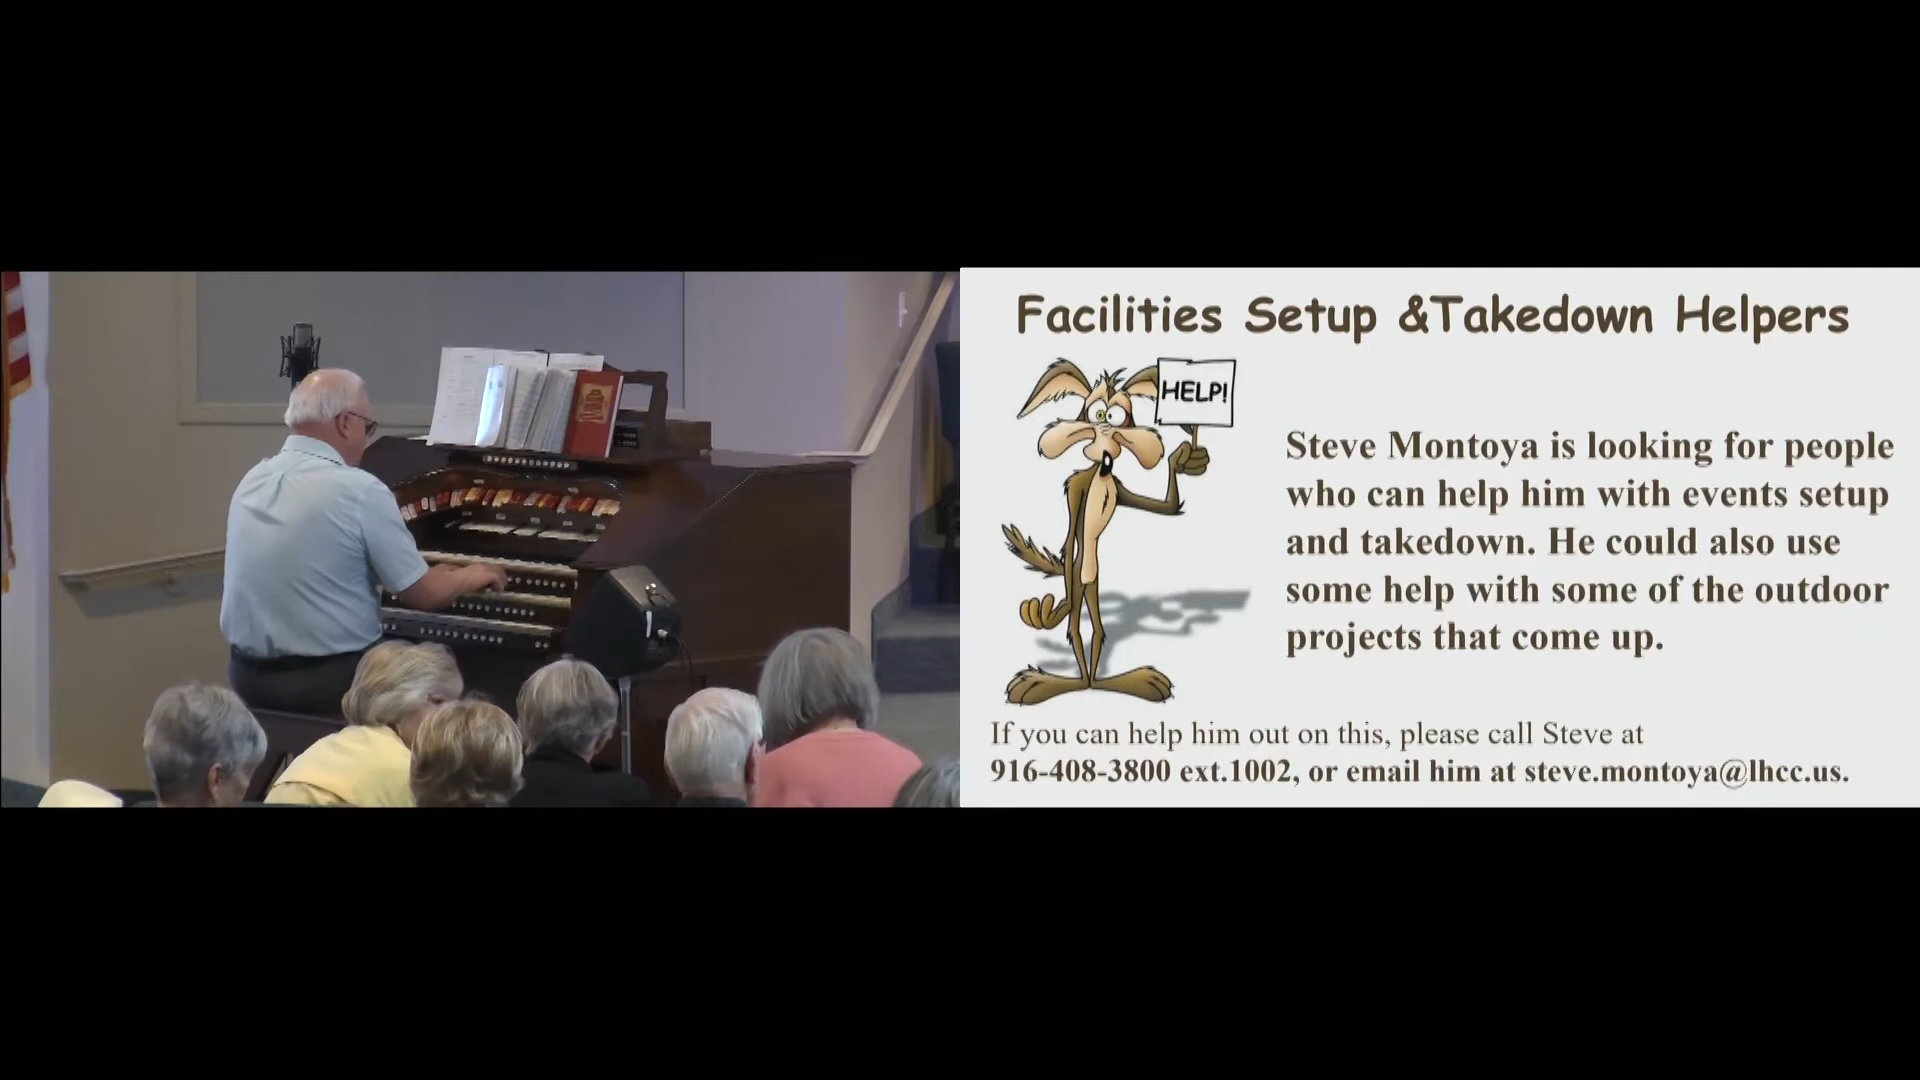 Facilities Setup &Takedown Helpers
HELP!
Steve Montoya is looking for people
who can help him with events setup
and takedown. He could also use
some help with some of the outdoor
projects that come up.
If you can help him out on this, please call Steve at
916-408-3800 ext.1002, or email him at steve.montoya@lhcc.us.